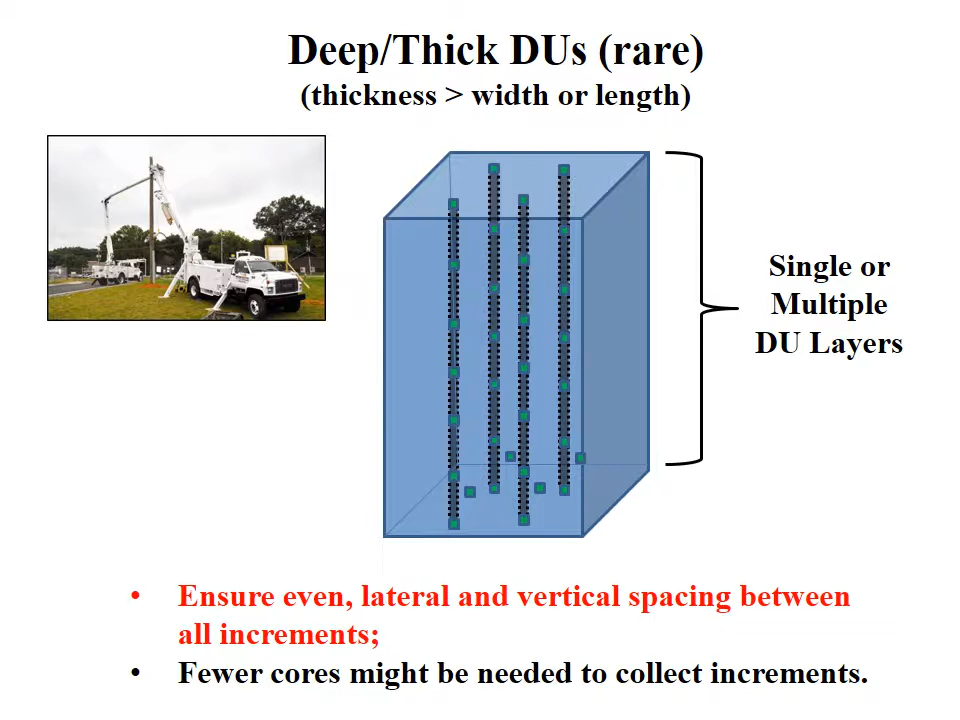 Deep/Thick DUs (rare)
(thickness > width or length)
Single or
Multiple
DU Layers
• Ensure even, lateral and vertical spacing between
all increments;
• Fewer cores might be needed to collect increments.